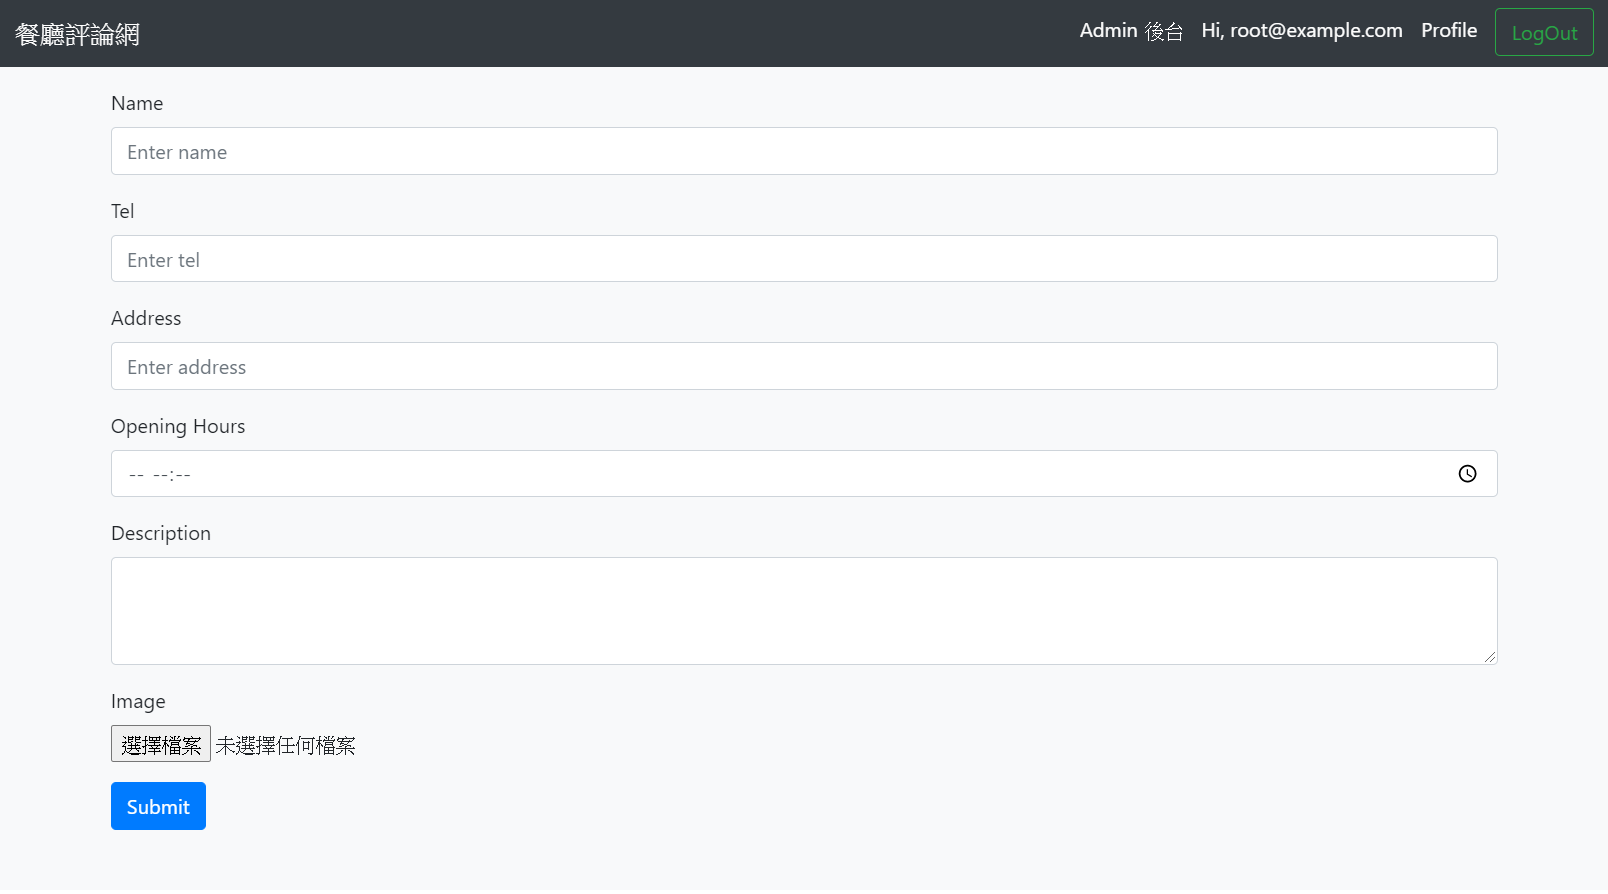 餐廳評論網 Admin 後台 Hi, root@example.com Profile LogOut
Name
Enter name
Tel
Enter tel
Address
Enter address
Opening Hours
-- --:--
Description
Image
選擇檔案 未選擇任何檔案
Submit